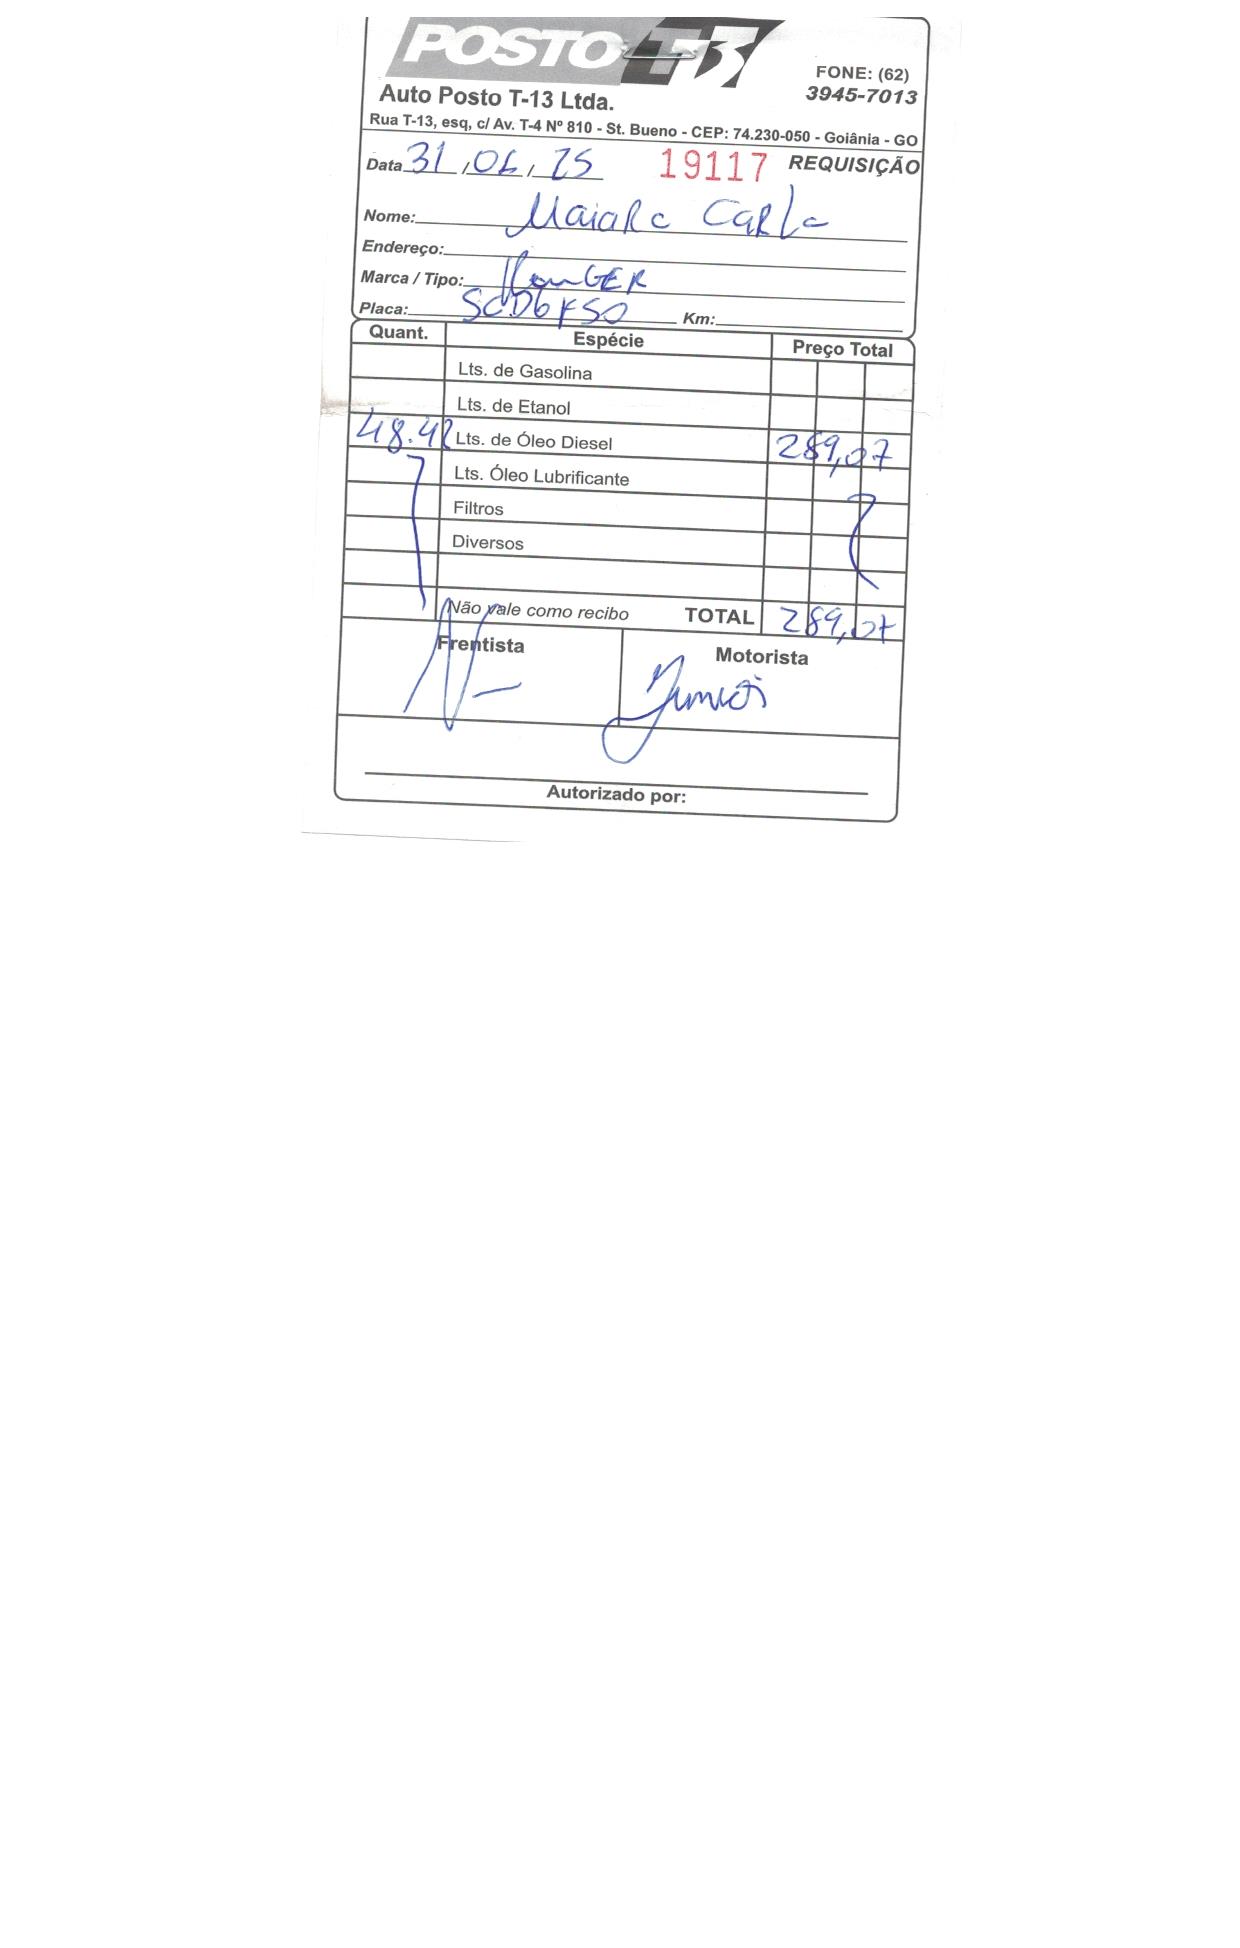 POSTO T-13
FONE: (62)
3945-7013
Auto Posto T-13 Ltda.
Rua T-13, esq, c/ Av. T-4 Nº 810 - St. Bueno - CEP: 74.230-050 - Goiânia - GO
Data 31/01/25 19117 REQUISIÇÃO
Nome: Maiara Carla
Endereço:
Marca / Tipo: RanGER
Placa: Km:
Quant. Espécie Preço Total
Lts. de Gasolina
Lts. de Etanol
48.42 Lts. de Óleo Diesel 289,07
Lts. Óleo Lubrificante
Filtros
Diversos
Não vale como recibo TOTAL 289,07
Frentista Motorista
Junior
Autorizado por: